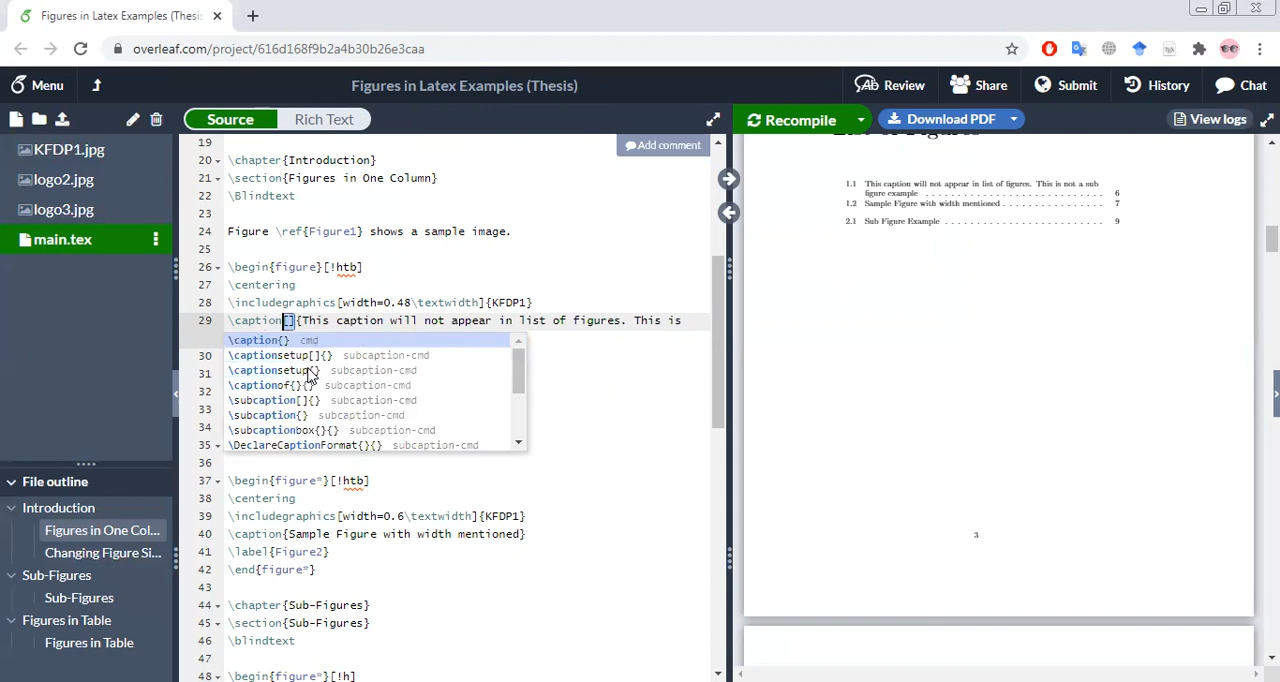 Figures in Latex Examples (Thesis
overleaf.com/project/616d168f9b2a4b30b26e3caa
Menu
Figures in Latex Examples (Thesis)
Review
Share
Submit
History
Chat
Source
Rich Text
Recompile
Download PDF
View logs
KFDP1.jpg
logo2.jpg
logo3.jpg
main.tex
File outline
Introduction
Figures in One Col...
Changing Figure Si...
Sub-Figures
Sub-Figures
Figures in Table
Figures in Table
Add comment
19
20 \chapter{Introduction}
21 \section{Figures in One Column}
22 \Blindtext
23
24 Figure \ref{Figure1} shows a sample image.
25
26 \begin{figure}[!htb]
27 \centering
28 \includegraphics[width=0.48\textwidth]{KFDP1}
29 \caption[]{This caption will not appear in list of figures. This is
\caption{} cmd
30 \captionsetup[]{} subcaption-cmd
31 \captionsetup{} subcaption-cmd
32 \captionof{}{} subcaption-cmd
33 \subcaption[]{} subcaption-cmd
\subcaption{} subcaption-cmd
34 \subcaptionbox{}{} subcaption-cmd
35 \DeclareCaptionFormat{}{} subcaption-cmd
36
37 \begin{figure*}[!htb]
38 \centering
39 \includegraphics[width=0.6\textwidth]{KFDP1}
40 \caption{Sample Figure with width mentioned}
41 \label{Figure2}
42 \end{figure*}
43
44 \chapter{Sub-Figures}
45 \section{Sub-Figures}
46 \blindtext
47
48 \begin{figure*}[!h]
List of Figures
1.1 This caption will not appear in list of figures. This is not a sub
figure example . . . . . . . . . . . . . . . . . . . . . . . . . . . . 6
1.2 Sample Figure with width mentioned . . . . . . . . . . . . . . . . 7
2.1 Sub Figure Example . . . . . . . . . . . . . . . . . . . . . . . . 9
3